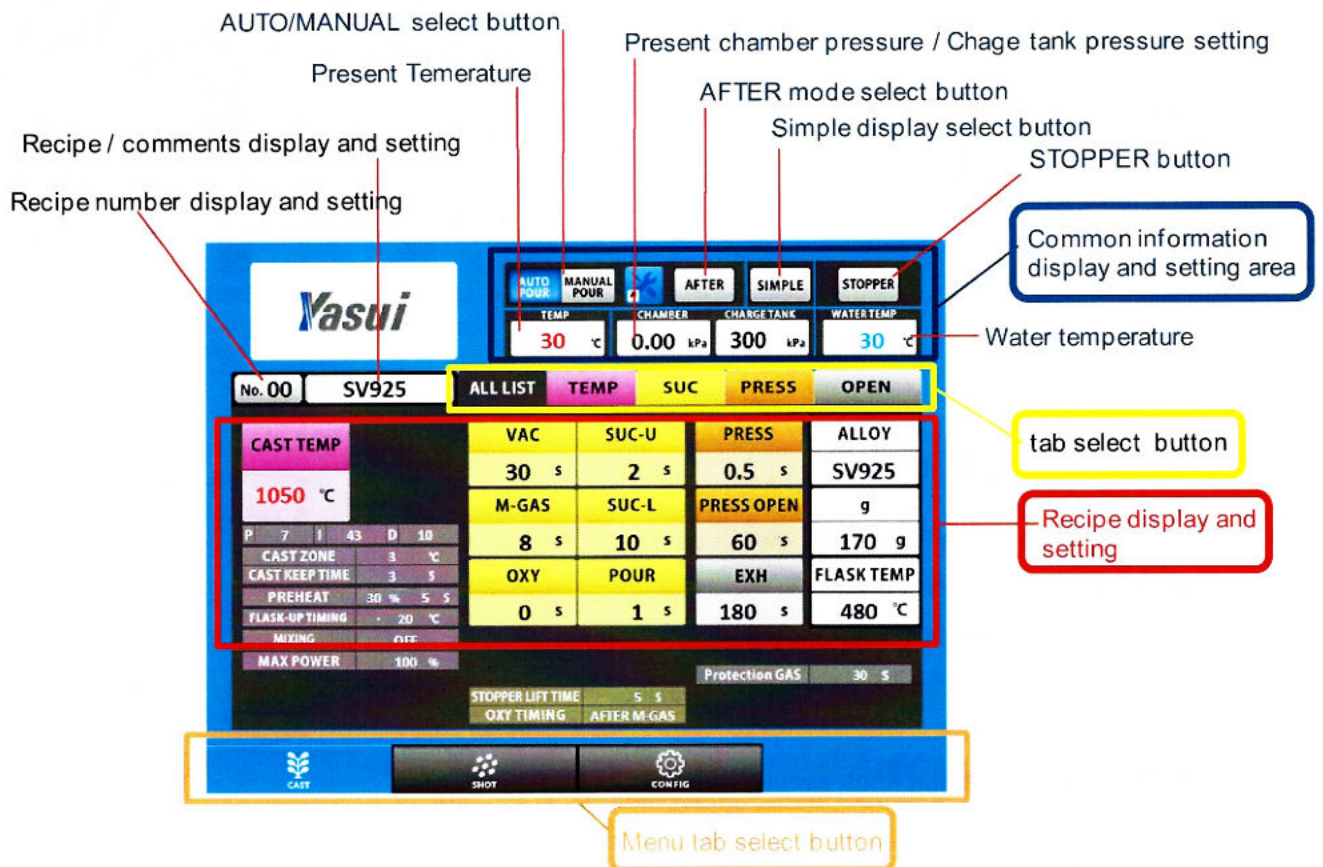 AUTO/MANUAL select button
Present chamber pressure / Chage tank pressure setting
Present Temerature
AFTER mode select button
Simple display select button
Recipe / comments display and setting
STOPPER button
Recipe number display and setting
Common information
display and setting area
Yasui
AUTO POUR MANUAL POUR AFTER SIMPLE STOPPER
TEMP CHAMBER CHARGE TANK WATER TEMP
30 ℃ 0.00 kPa 300 kPa 30 ℃
Water temperature
No. 00 SV925 ALL LIST TEMP SUC PRESS OPEN
tab select button
CAST TEMP VAC SUC-U PRESS ALLOY
1050 ℃ 30 s 2 s 0.5 s SV925
M-GAS SUC-L PRESS OPEN g
P 7 I 43 D 10 8 s 10 s 60 s 170 g
Recipe display and
setting
CAST ZONE 3 ℃
CAST KEEP TIME 3 S
OXY POUR EXH FLASK TEMP
PREHEAT 30 % 5 S
0 s 1 s 180 s 480 ℃
FLASK-UP TIMING - 20 ℃
MIXING OFF
MAX POWER 100 %
Protection GAS 30 S
STOPPER LIFT TIME 5 S
OXY TIMING AFTER M-GAS
CAST SHOT CONFIG
Menu tab select button